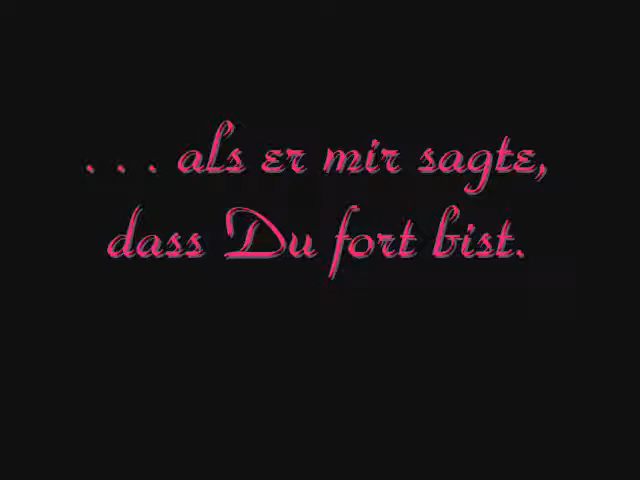 . . . als er mir sagte,
dass Du fort bist.